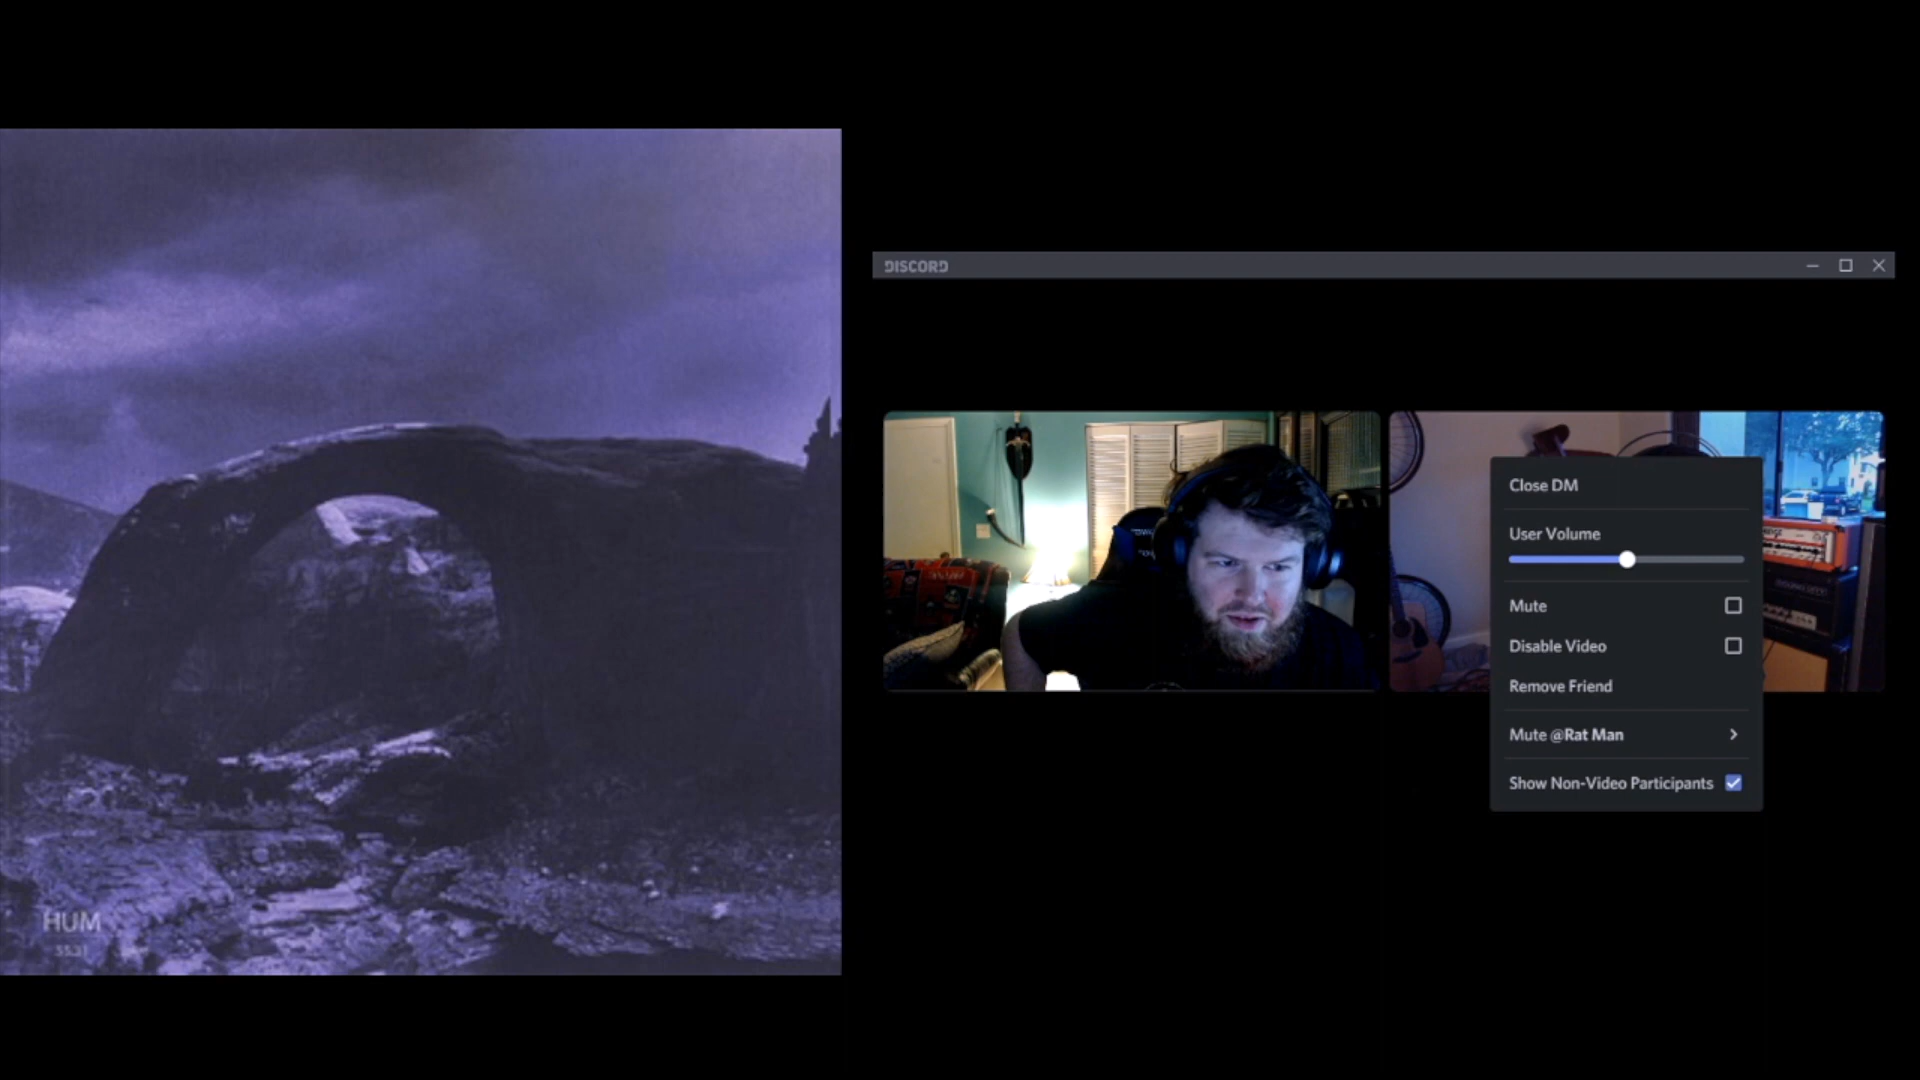 DISCORD
Close DM
User Volume
Mute
Disable Video
Remove Friend
Mute @Rat Man
Show Non-Video Participants
HUM